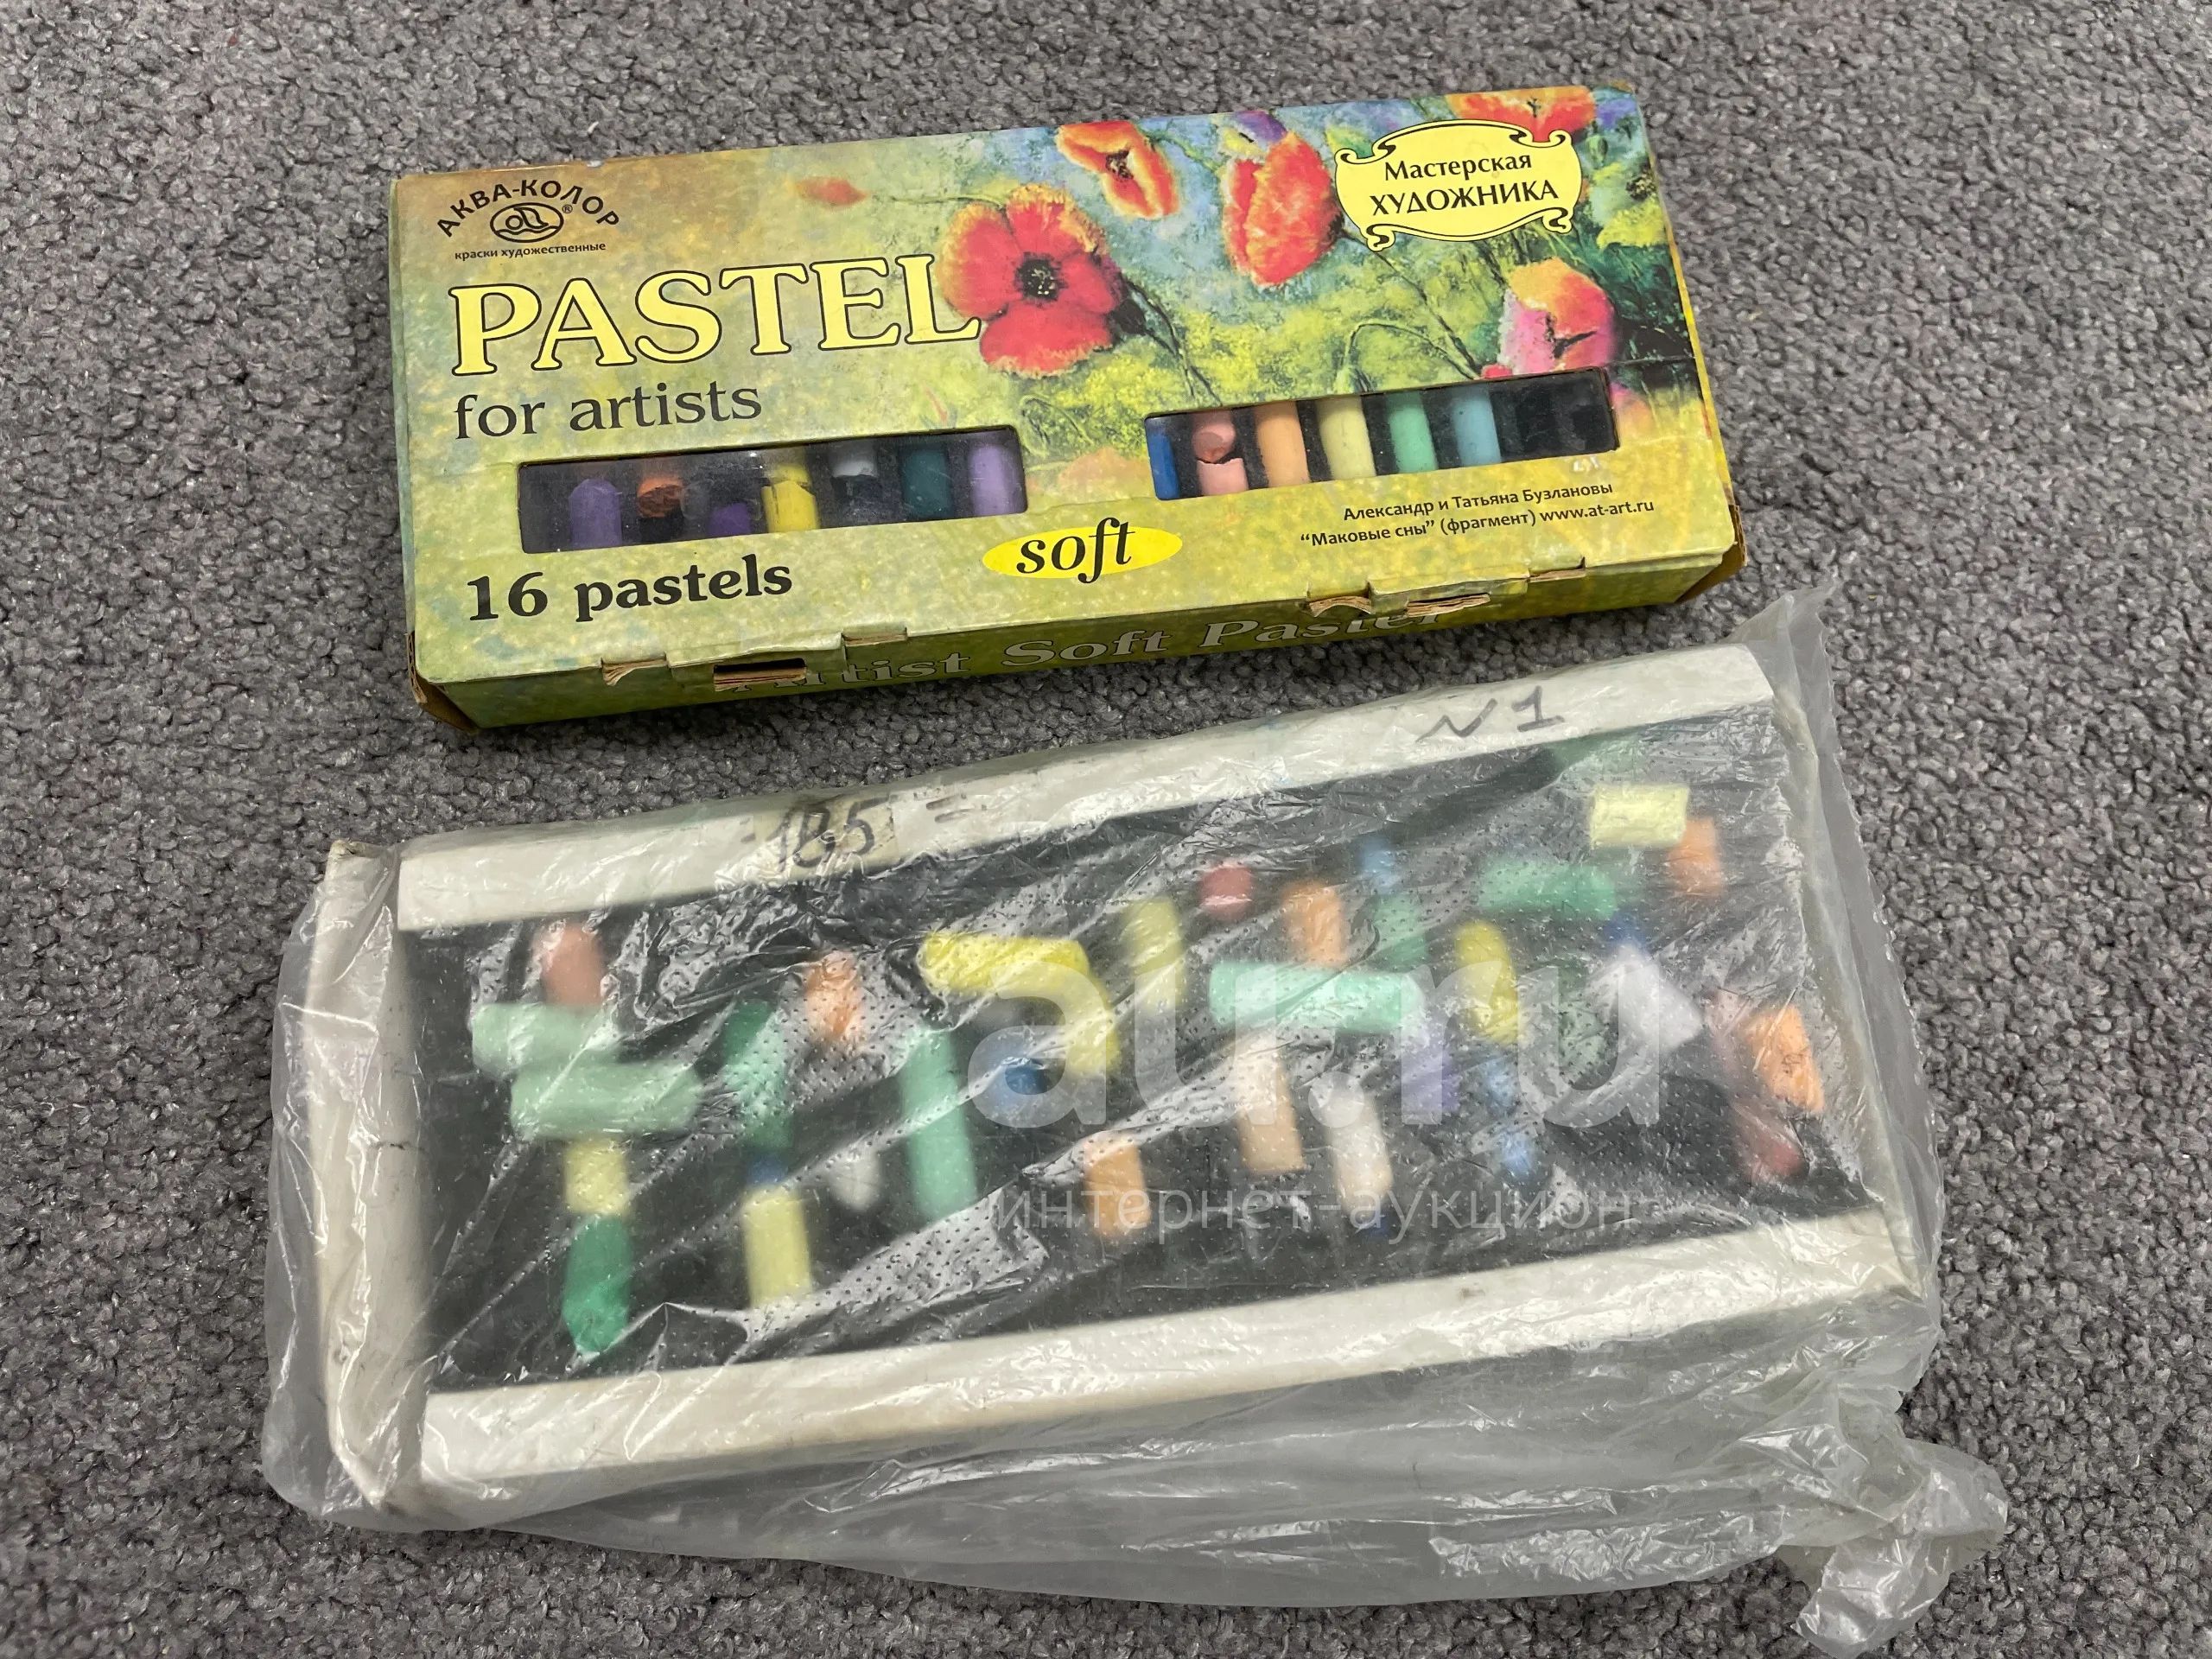 АКВА-КОЛОР
краски художественные
Мастерская
ХУДОЖНИКА
PASTEL
for artists
Александр и Татьяна Бузлановы
“Маковые сны” (фрагмент) www.at-art.ru
soft
16 pastels
Artist Soft Pastel
N1
au.ru
интернет-аукцион